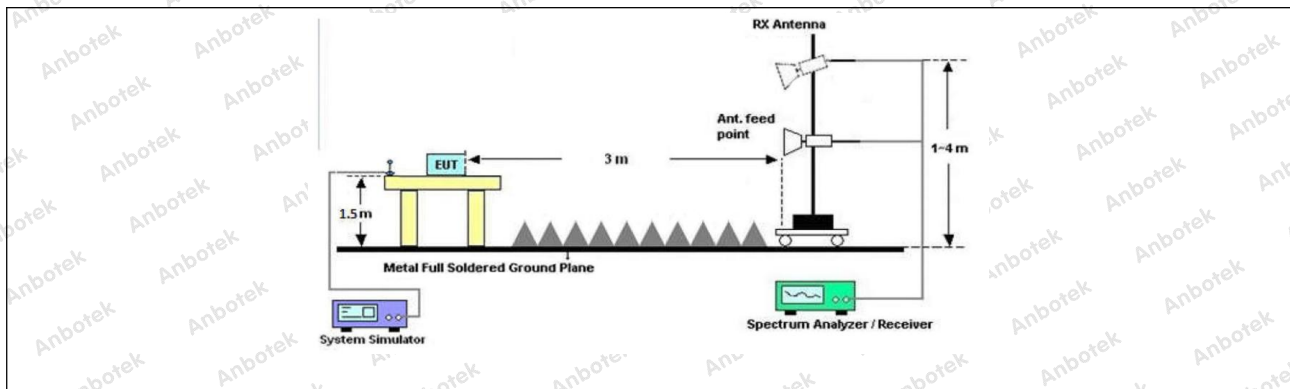 RX Antenna
Ant. feed
point
3 m
1~4 m
EUT
1.5 m
Metal Full Soldered Ground Plane
System Simulator
Spectrum Analyzer / Receiver
Anbotek